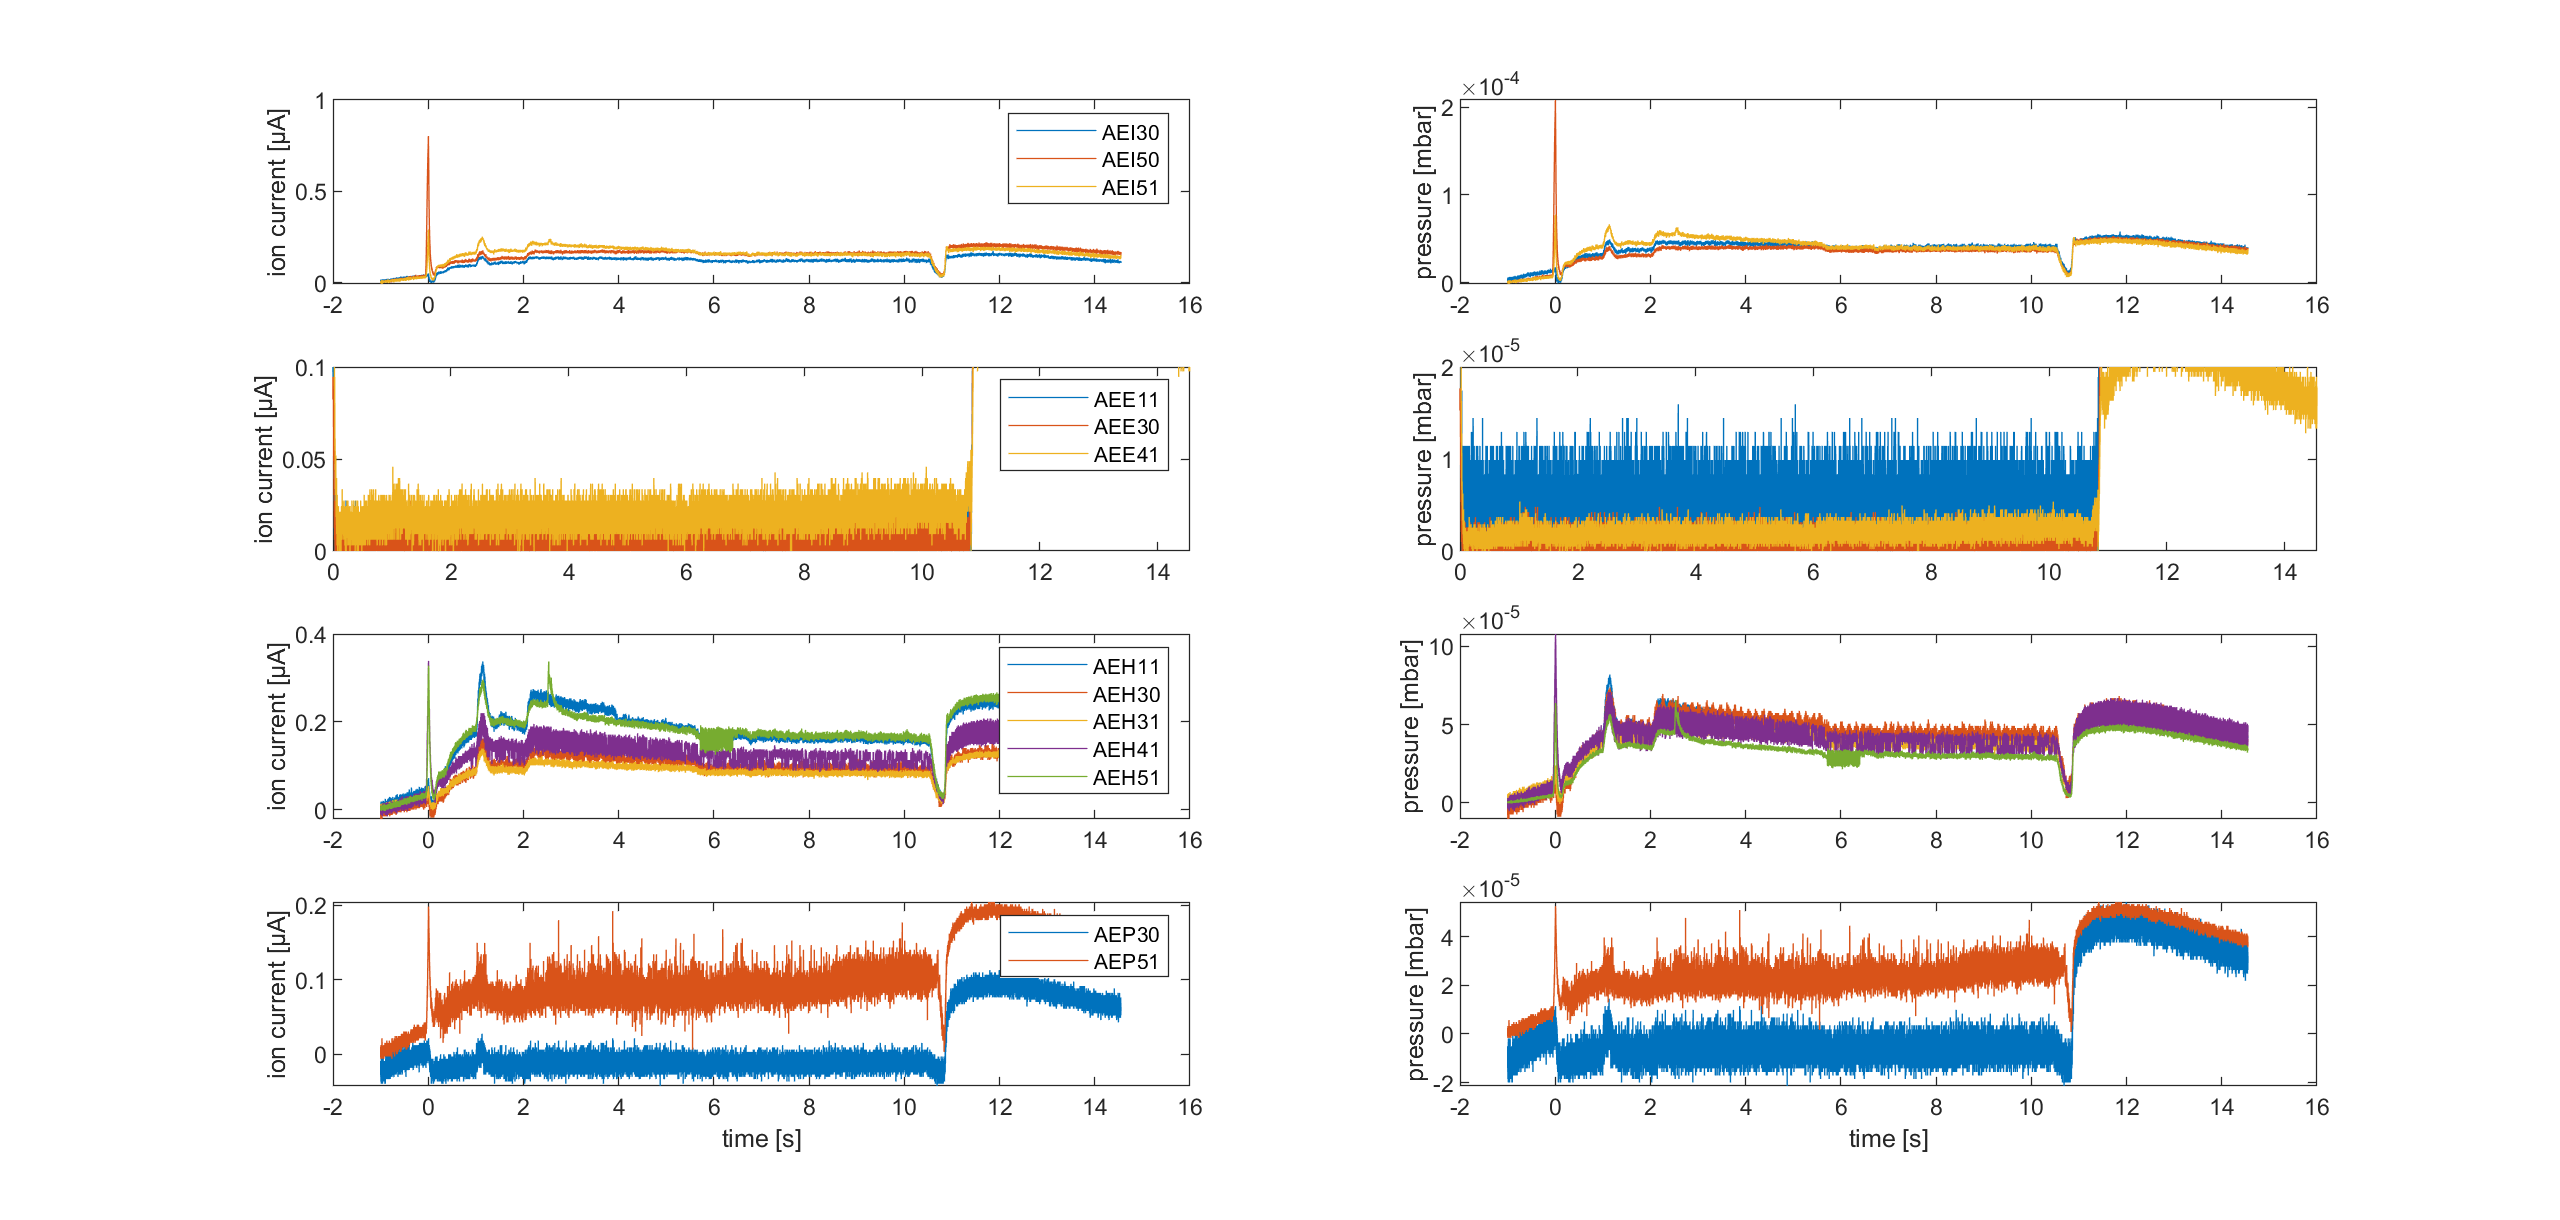 ion current [µA]
1
0.5
0
-2 0 2 4 6 8 10 12 14 16
AEI30
AEI50
AEI51
×10-4
pressure [mbar]
2
1
0
-2 0 2 4 6 8 10 12 14 16
ion current [µA]
0.1
0.05
0
0 2 4 6 8 10 12 14
AEE11
AEE30
AEE41
×10-5
pressure [mbar]
2
1
0
0 2 4 6 8 10 12 14
ion current [µA]
0.4
0.2
0
-2 0 2 4 6 8 10 12 14 16
AEH11
AEH30
AEH31
AEH41
AEH51
×10-5
pressure [mbar]
10
5
0
-2 0 2 4 6 8 10 12 14 16
ion current [µA]
0.2
0.1
0
-2 0 2 4 6 8 10 12 14 16
AEP30
AEP51
time [s]
×10-5
pressure [mbar]
4
2
0
-2
-2 0 2 4 6 8 10 12 14 16
time [s]